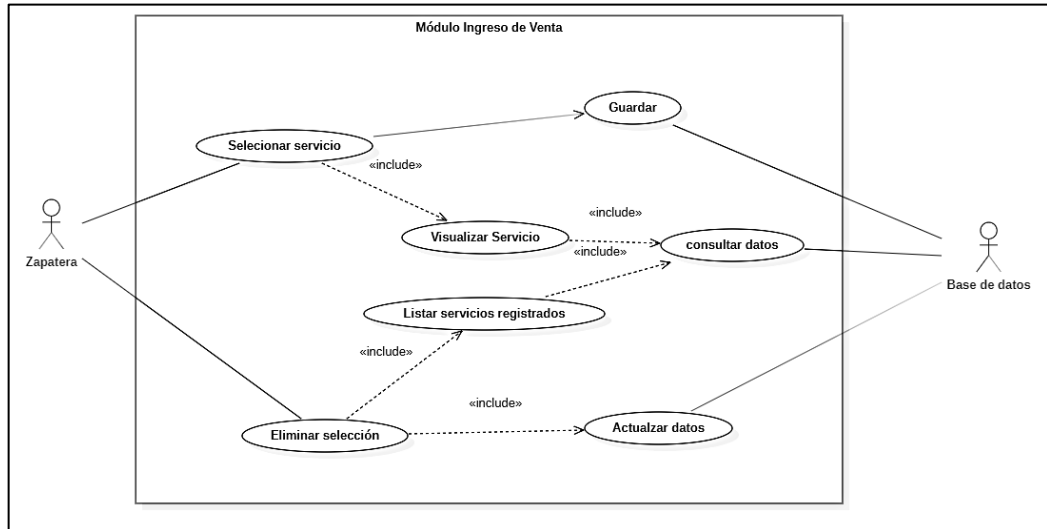 Módulo Ingreso de Venta
Guardar
Selecionar servicio
«include»
Visualizar Servicio
«include»
consultar datos
«include»
Zapatera
Base de datos
Listar servicios registrados
«include»
«include»
Eliminar selección
Actualzar datos